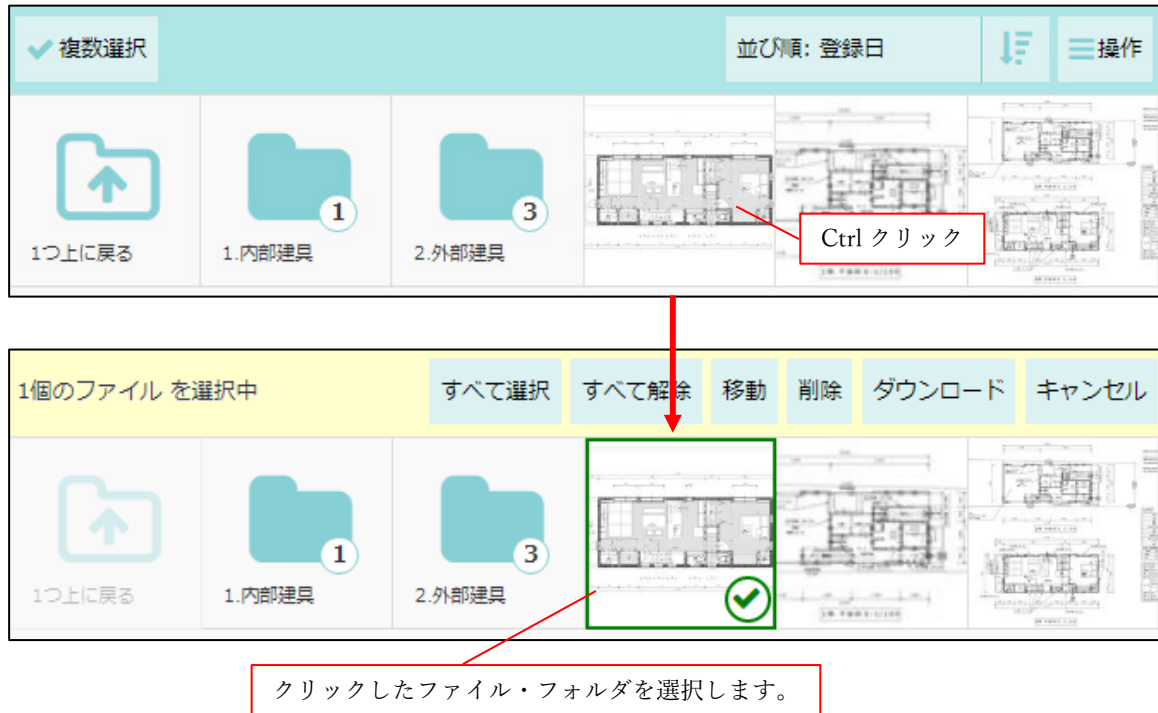 複数選択
並び順: 登録日
操作
1
3
1つ上に戻る
1.内部建具
2.外部建具
Ctrl クリック
1個のファイル を選択中
すべて選択
すべて解除
移動
削除
ダウンロード
キャンセル
1
3
1つ上に戻る
1.内部建具
2.外部建具
クリックしたファイル・フォルダを選択します。